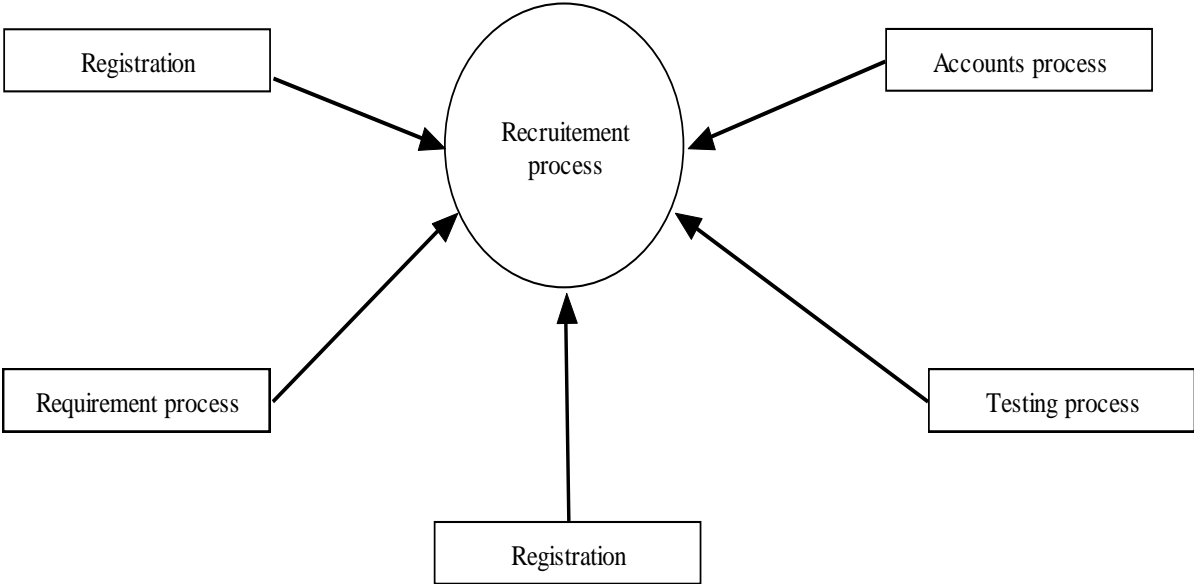 Registration
Accounts process
Recruitement
process
Requirement process
Testing process
Registration